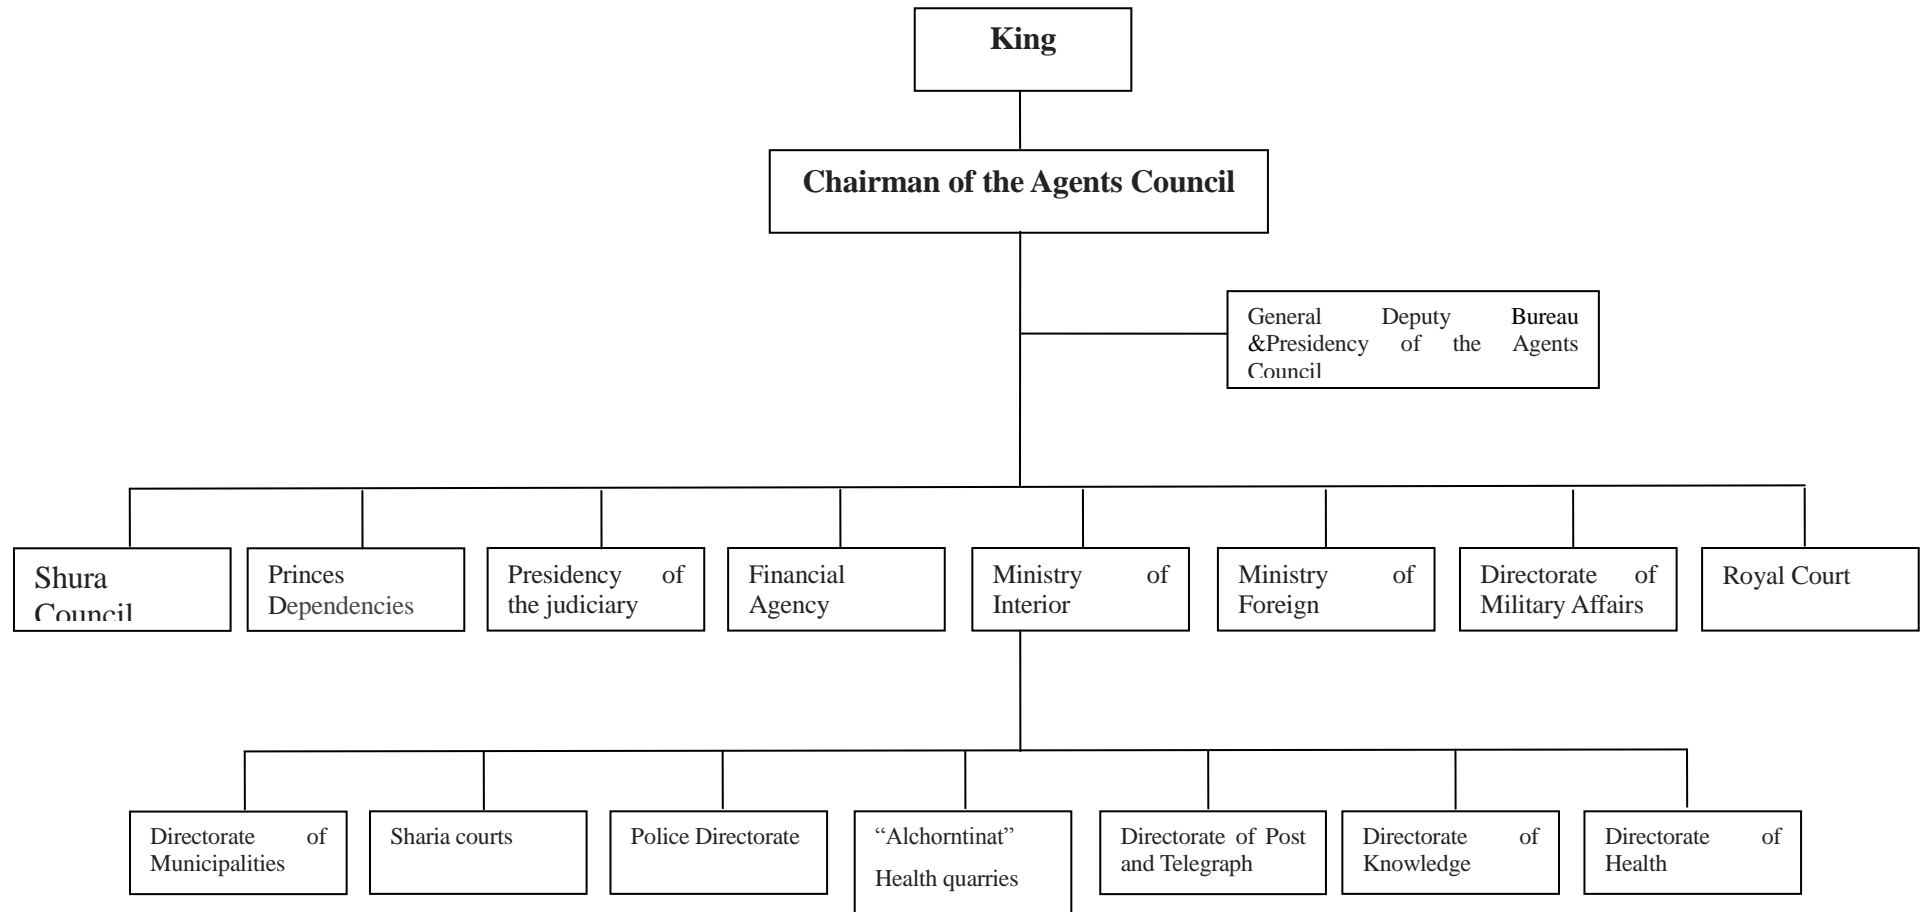 King
Chairman of the Agents Council
General Deputy Bureau
&Presidency of the Agents
Council
Shura
Council
Princes
Dependencies
Presidency of
the judiciary
Financial
Agency
Ministry of
Interior
Ministry of
Foreign
Directorate of
Military Affairs
Royal Court
Directorate of
Municipalities
Sharia courts
Police Directorate
“Alchorntinat”
Health quarries
Directorate of Post
and Telegraph
Directorate of
Knowledge
Directorate of
Health